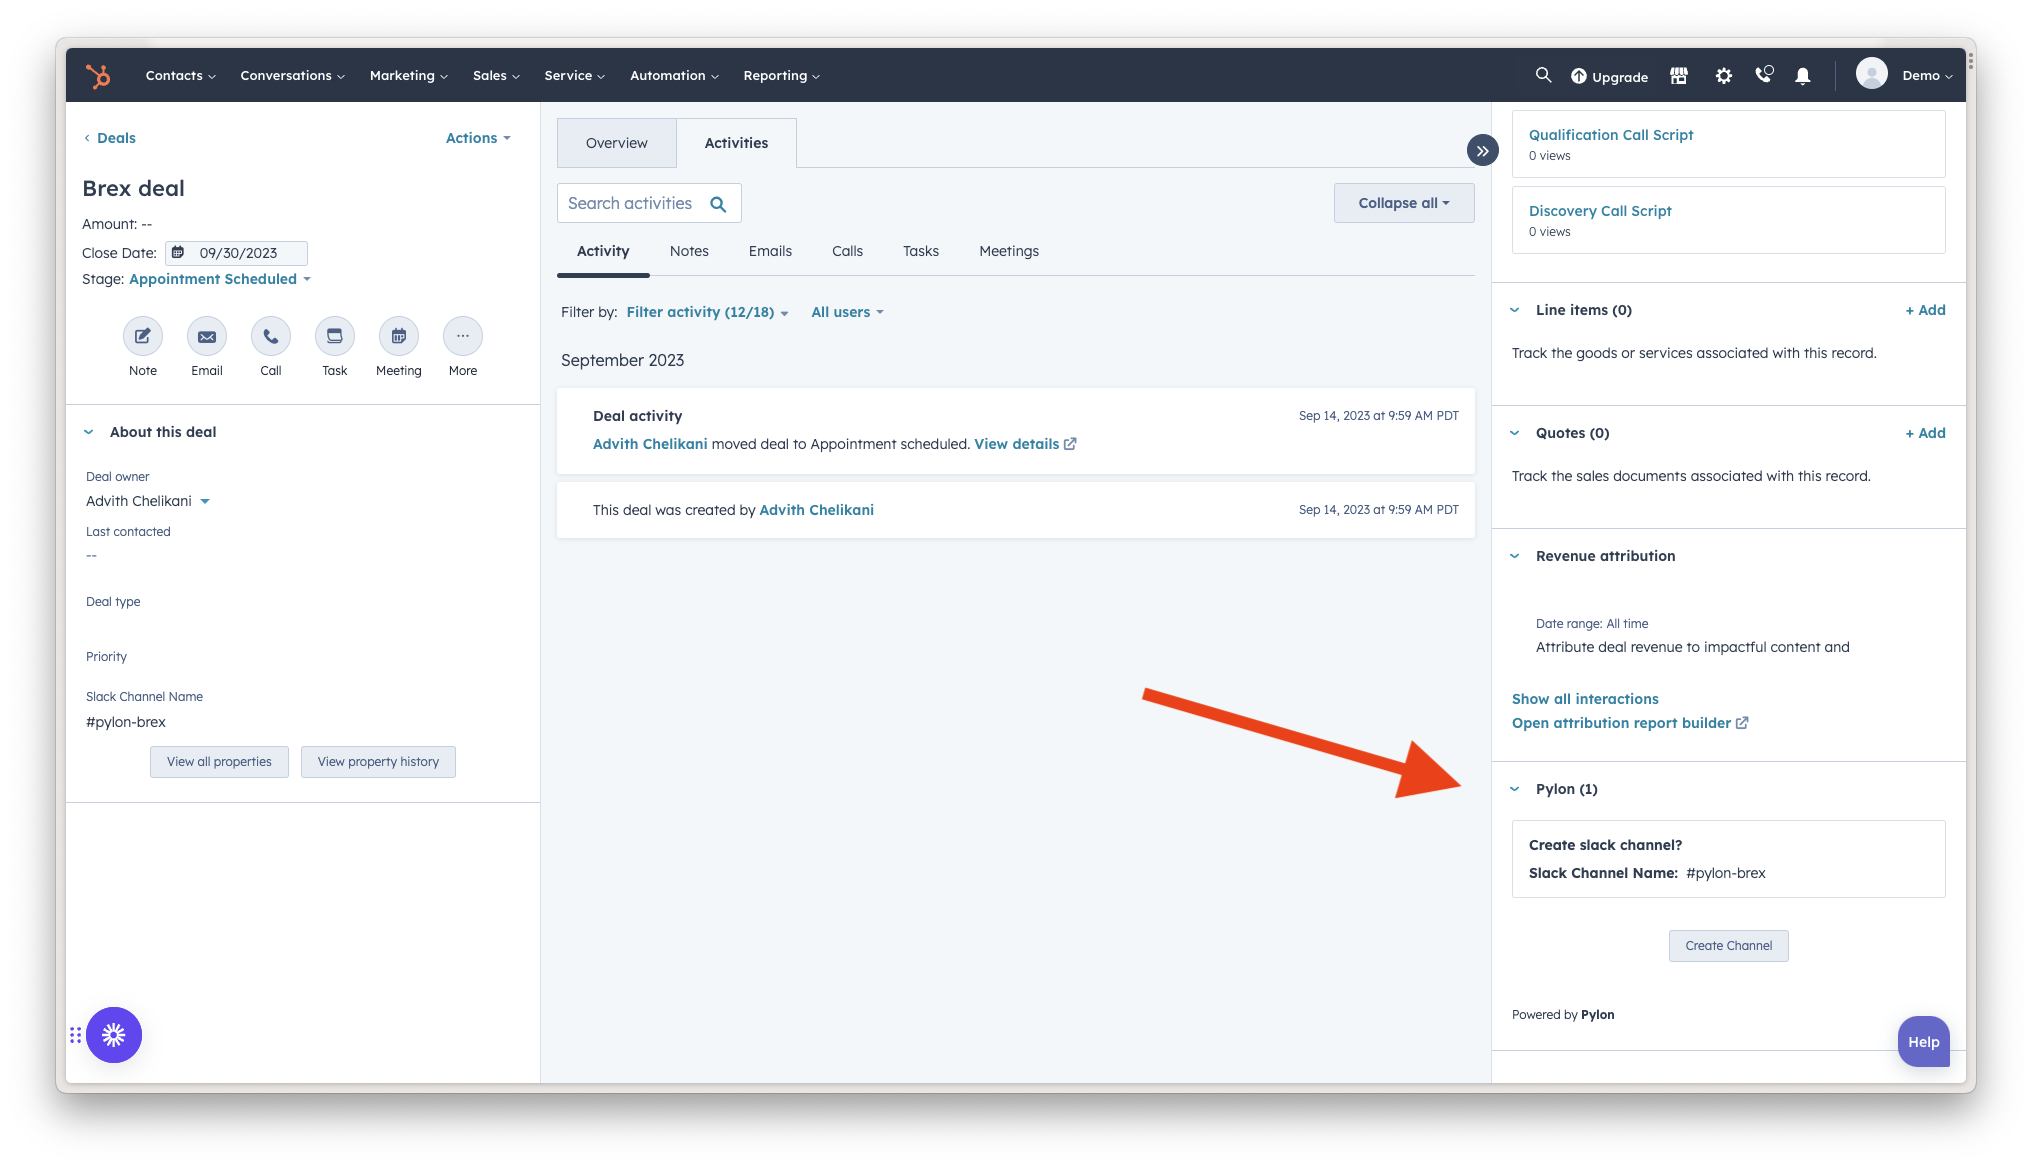 Contacts
Conversations
Marketing
Sales
Service
Automation
Reporting
Upgrade
Demo
Deals
Actions
Brex deal
Amount: --
Close Date: 09/30/2023
Stage: Appointment Scheduled
Note
Email
Call
Task
Meeting
More
About this deal
Deal owner
Advith Chelikani
Last contacted
--
Deal type
Priority
Slack Channel Name
#pylon-brex
View all properties
View property history
Overview
Activities
Search activities
Collapse all
Activity
Notes
Emails
Calls
Tasks
Meetings
Filter by: Filter activity (12/18) All users
September 2023
Deal activity
Sep 14, 2023 at 9:59 AM PDT
Advith Chelikani moved deal to Appointment scheduled. View details
This deal was created by Advith Chelikani
Sep 14, 2023 at 9:59 AM PDT
Qualification Call Script
0 views
Discovery Call Script
0 views
Line items (0)
+ Add
Track the goods or services associated with this record.
Quotes (0)
+ Add
Track the sales documents associated with this record.
Revenue attribution
Date range: All time
Attribute deal revenue to impactful content and
Show all interactions
Open attribution report builder
Pylon (1)
Create slack channel?
Slack Channel Name: #pylon-brex
Create Channel
Powered by Pylon
Help